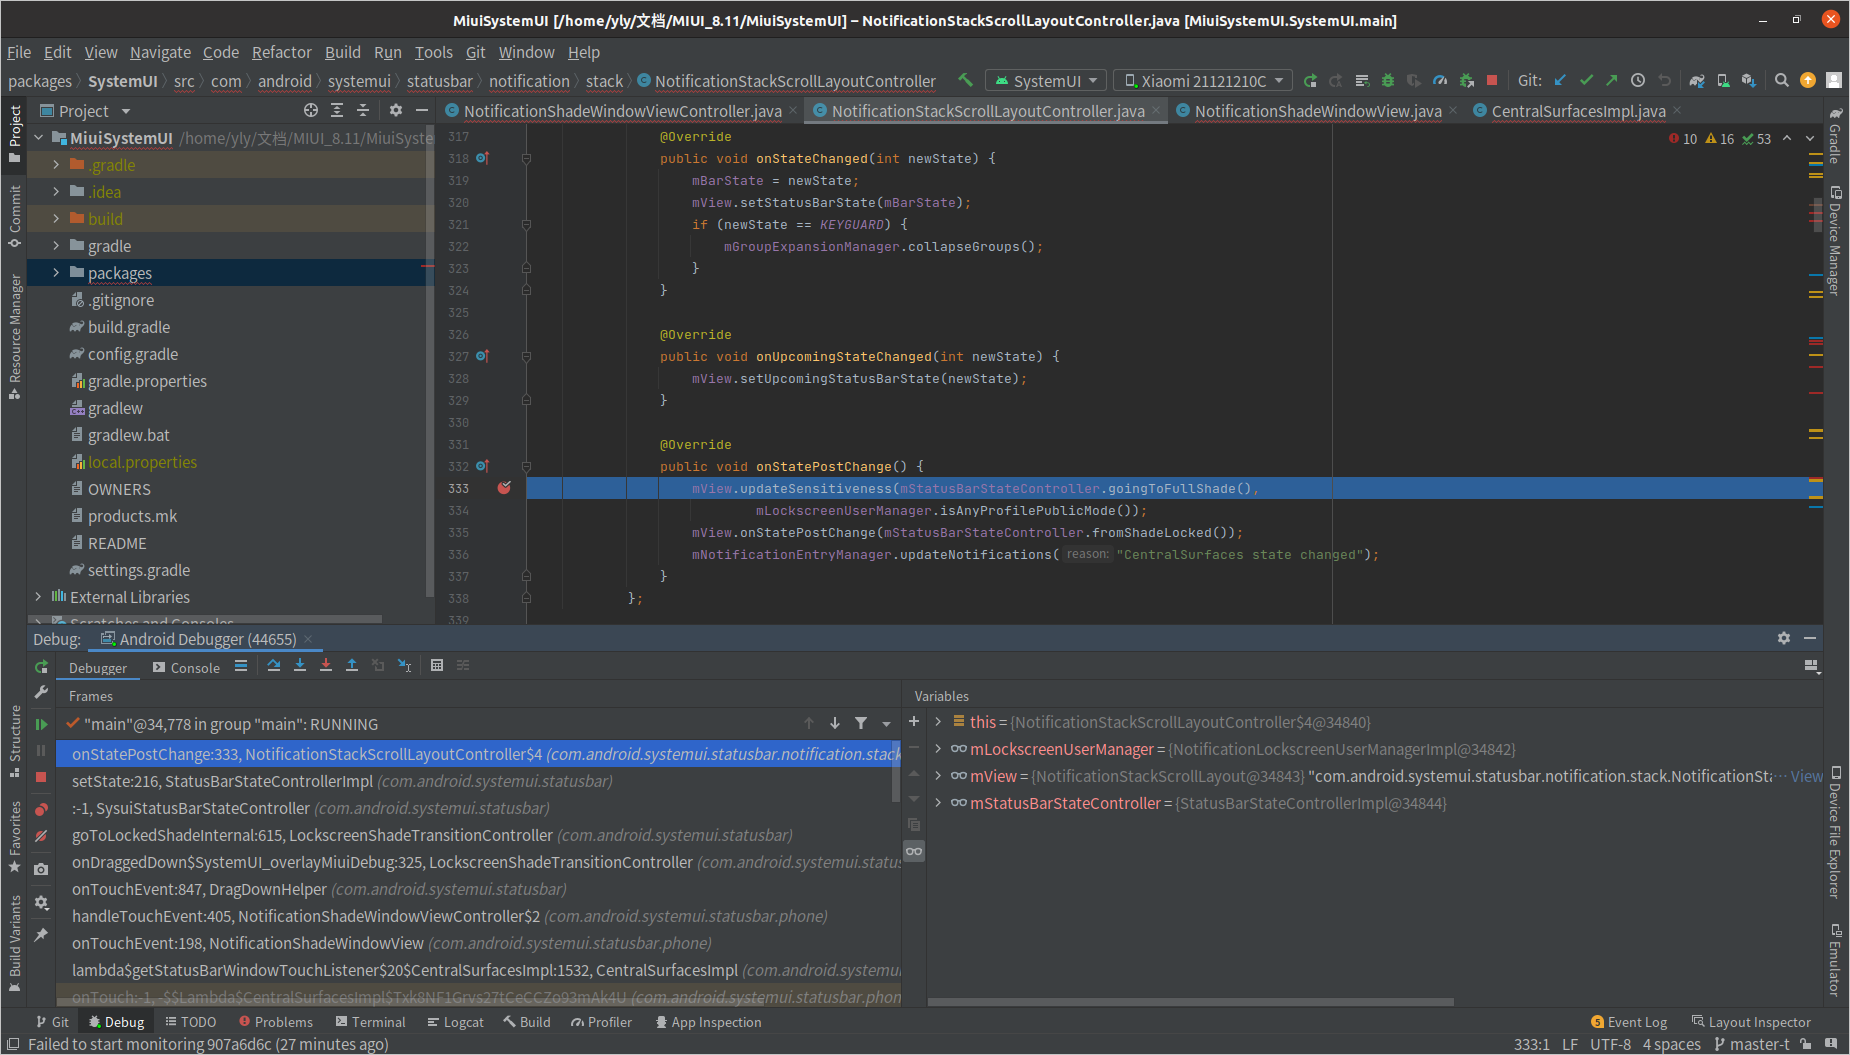 MiuiSystemUI [/home/yly/文档/MIUI_8.11/MiuiSystemUI] – NotificationStackScrollLayoutController.java [MiuiSystemUI.SystemUI.main]
File Edit View Navigate Code Refactor Build Run Tools Git Window Help
packages SystemUI src com android systemui statusbar notification stack NotificationStackScrollLayoutController SystemUI Xiaomi 21121210C Git:
Project
NotificationShadeWindowViewController.java NotificationStackScrollLayoutController.java NotificationShadeWindowView.java CentralSurfacesImpl.java
MiuiSystemUI /home/yly/文档/MIUI_8.11/MiuiSyste
.gradle
.idea
build
gradle
packages
.gitignore
build.gradle
config.gradle
gradle.properties
gradlew
gradlew.bat
local.properties
OWNERS
products.mk
README
settings.gradle
External Libraries
Scratches and Consoles
10 16 53
317 @Override
318 public void onStateChanged(int newState) {
319 mBarState = newState;
320 mView.setStatusBarState(mBarState);
321 if (newState == KEYGUARD) {
322 mGroupExpansionManager.collapseGroups();
323 }
324 }
325
326 @Override
327 public void onUpcomingStateChanged(int newState) {
328 mView.setUpcomingStatusBarState(newState);
329 }
330
331 @Override
332 public void onStatePostChange() {
333 mView.updateSensitiveness(mStatusBarStateController.goingToFullShade(),
334 mLockscreenUserManager.isAnyProfilePublicMode());
335 mView.onStatePostChange(mStatusBarStateController.fromShadeLocked());
336 mNotificationEntryManager.updateNotifications( reason: "CentralSurfaces state changed");
337 }
338 };
339
Project
Commit
Resource Manager
Structure
Favorites
Build Variants
Gradle
Device Manager
Device File Explorer
Emulator
Debug: Android Debugger (44655)
Debugger Console
Frames
"main"@34,778 in group "main": RUNNING
onStatePostChange:333, NotificationStackScrollLayoutController$4 (com.android.systemui.statusbar.notification.stack
setState:216, StatusBarStateControllerImpl (com.android.systemui.statusbar)
:-1, SysuiStatusBarStateController (com.android.systemui.statusbar)
goToLockedShadeInternal:615, LockscreenShadeTransitionController (com.android.systemui.statusbar)
onDraggedDown$SystemUI_overlayMiuiDebug:325, LockscreenShadeTransitionController (com.android.systemui.status
onTouchEvent:847, DragDownHelper (com.android.systemui.statusbar)
handleTouchEvent:405, NotificationShadeWindowViewController$2 (com.android.systemui.statusbar.phone)
onTouchEvent:198, NotificationShadeWindowView (com.android.systemui.statusbar.phone)
lambda$getStatusBarWindowTouchListener$20$CentralSurfacesImpl:1532, CentralSurfacesImpl (com.android.systemui
onTouch:-1, -$$Lambda$CentralSurfacesImpl$Txk8NF1Grvs27tCeCCZo93mAk4U (com.android.systemui.statusbar.phon
Variables
this = {NotificationStackScrollLayoutController$4@34840}
mLockscreenUserManager = {NotificationLockscreenUserManagerImpl@34842}
mView = {NotificationStackScrollLayout@34843} "com.android.systemui.statusbar.notification.stack.NotificationSta... View
mStatusBarStateController = {StatusBarStateControllerImpl@34844}
Git Debug TODO Problems Terminal Logcat Build Profiler App Inspection 5 Event Log Layout Inspector
Failed to start monitoring 907a6d6c (27 minutes ago) 333:1 LF UTF-8 4 spaces master-t